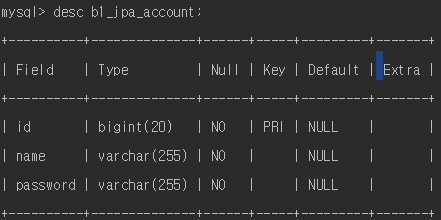 mysql> desc b1_jpa_account;
+----------+--------------+------+-----+---------+-------+
| Field    | Type         | Null | Key | Default | Extra |
+----------+--------------+------+-----+---------+-------+
| id       | bigint(20)   | NO   | PRI | NULL    |       |
| name     | varchar(255) | NO   |     | NULL    |       |
| password | varchar(255) | NO   |     | NULL    |       |
+----------+--------------+------+-----+---------+-------+